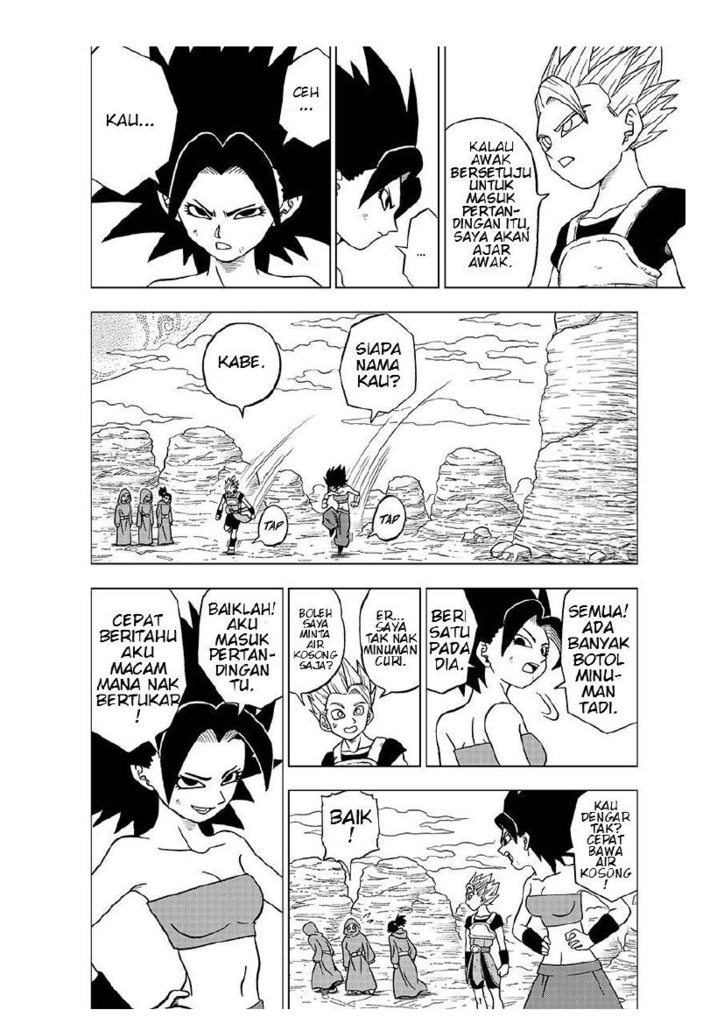 KALAU
AWAK
BERSETUJU
UNTUK
MASUK
PERTAN-
DINGAN ITU,
SAYA AKAN
AJAR
AWAK.
...
CEH
...
KAU...
SIAPA
NAMA
KAU?
KABE.
TAP
TAP
SEMUA!
ADA
BANYAK
BOTOL
MINU-
MAN
TADI.
BERI
SATU
PADA
DIA.
ER...
SAYA
TAK NAK
MINUMAN
CURI.
BOLEH
SAYA
MINTA
AIR
KOSONG
SAJA?
KAU
DENGAR
TAK?
CEPAT
BAWA
AIR
KOSONG
!
BAIK
!
BAIKLAH!
AKU
MASUK
PERTAN-
DINGAN
TU.
CEPAT
BERITAHU
AKU
MACAM
MANA NAK
BERTUKAR
!